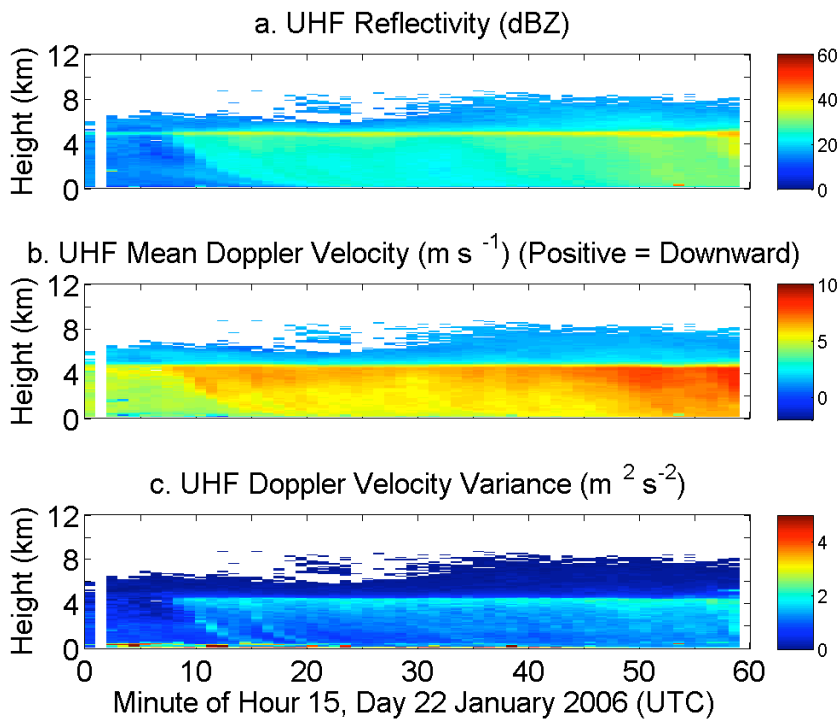 a. UHF Reflectivity (dBZ)
12
8
4
0
Height (km)
60
40
20
0
b. UHF Mean Doppler Velocity (m s -1) (Positive = Downward)
12
8
4
0
Height (km)
10
5
0
c. UHF Doppler Velocity Variance (m 2 s-2)
12
8
4
0
Height (km)
4
2
0
0 10 20 30 40 50 60
Minute of Hour 15, Day 22 January 2006 (UTC)